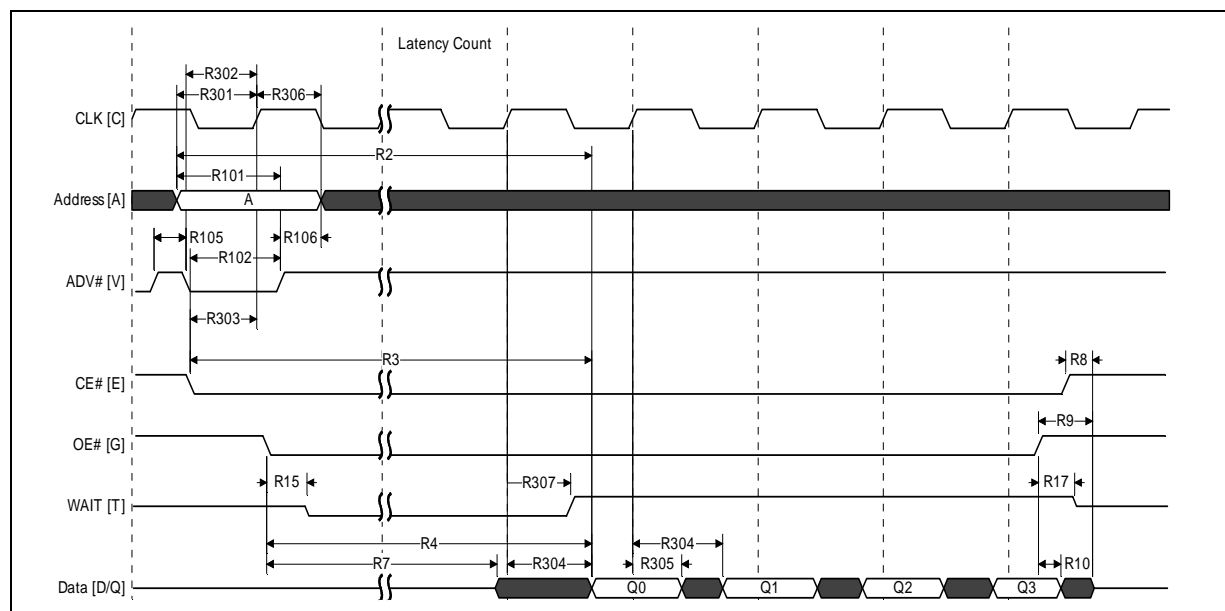 Latency Count
R302
R301 R306
CLK [C]
R2
R101
Address [A] A
R105 R106
R102
ADV# [V]
R303
R3
R8
CE# [E]
R9
OE# [G]
R15 R307 R17
WAIT [T]
R4 R304
R7 R304 R305 R10
Data [D/Q] Q0 Q1 Q2 Q3